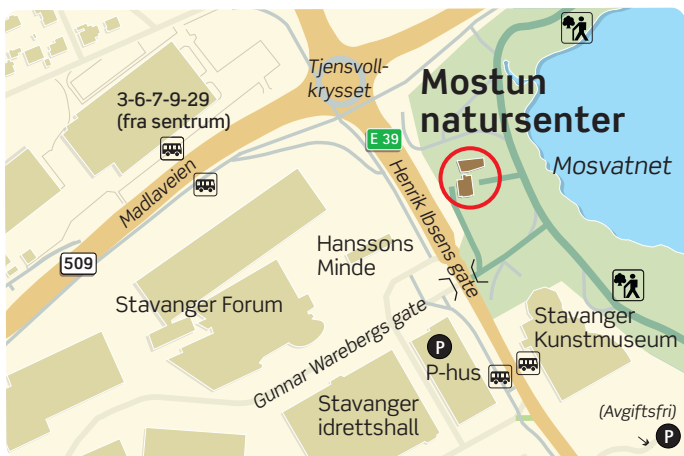 Tjensvoll-
krysset
Mostun
natursenter
3-6-7-9-29
(fra sentrum)
E 39
Mosvatnet
Madlaveien
Henrik Ibsens gate
509
Hanssons
Minde
Stavanger Forum
Gunnar Warebergs gate
Stavanger
Kunstmuseum
P
P-hus
Stavanger
idrettshall
(Avgiftsfri)
P